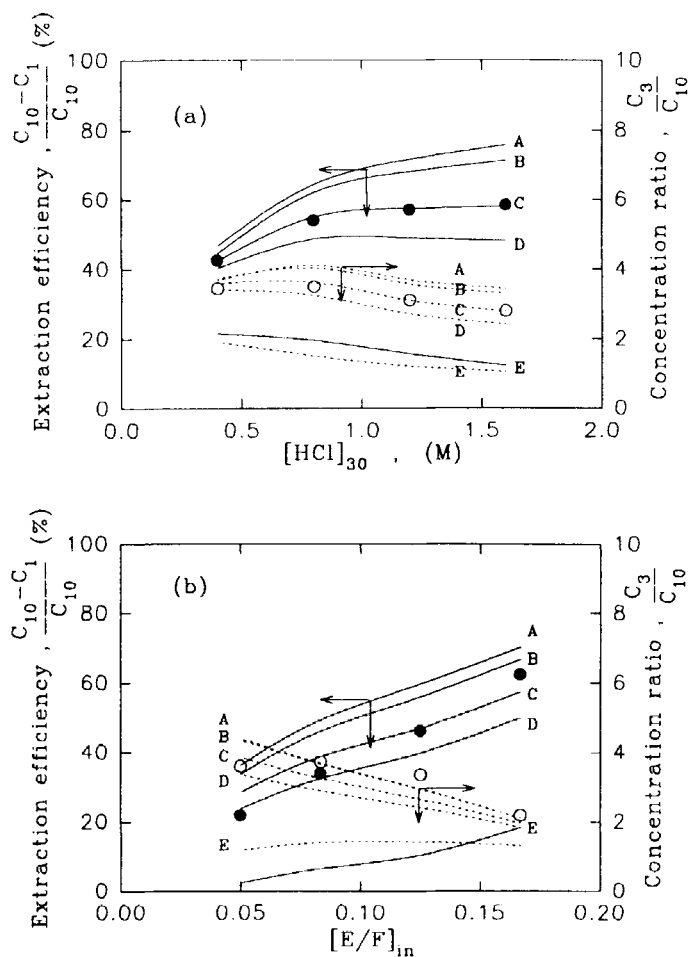 (a)
Extraction efficiency , C10-C1 / C10 (%)
100
80
60
40
20
0
10
8
6
4
2
0
Concentration ratio , C3 / C10
A
B
C
D
A
B
C
D
E
E
0.0 0.5 1.0 1.5 2.0
[HCl]30 , (M)
(b)
Extraction efficiency , C10-C1 / C10 (%)
100
80
60
40
20
0
10
8
6
4
2
0
Concentration ratio , C3 / C10
A
B
C
D
A
B
C
D
E
E
0.00 0.05 0.10 0.15 0.20
[E/F]in